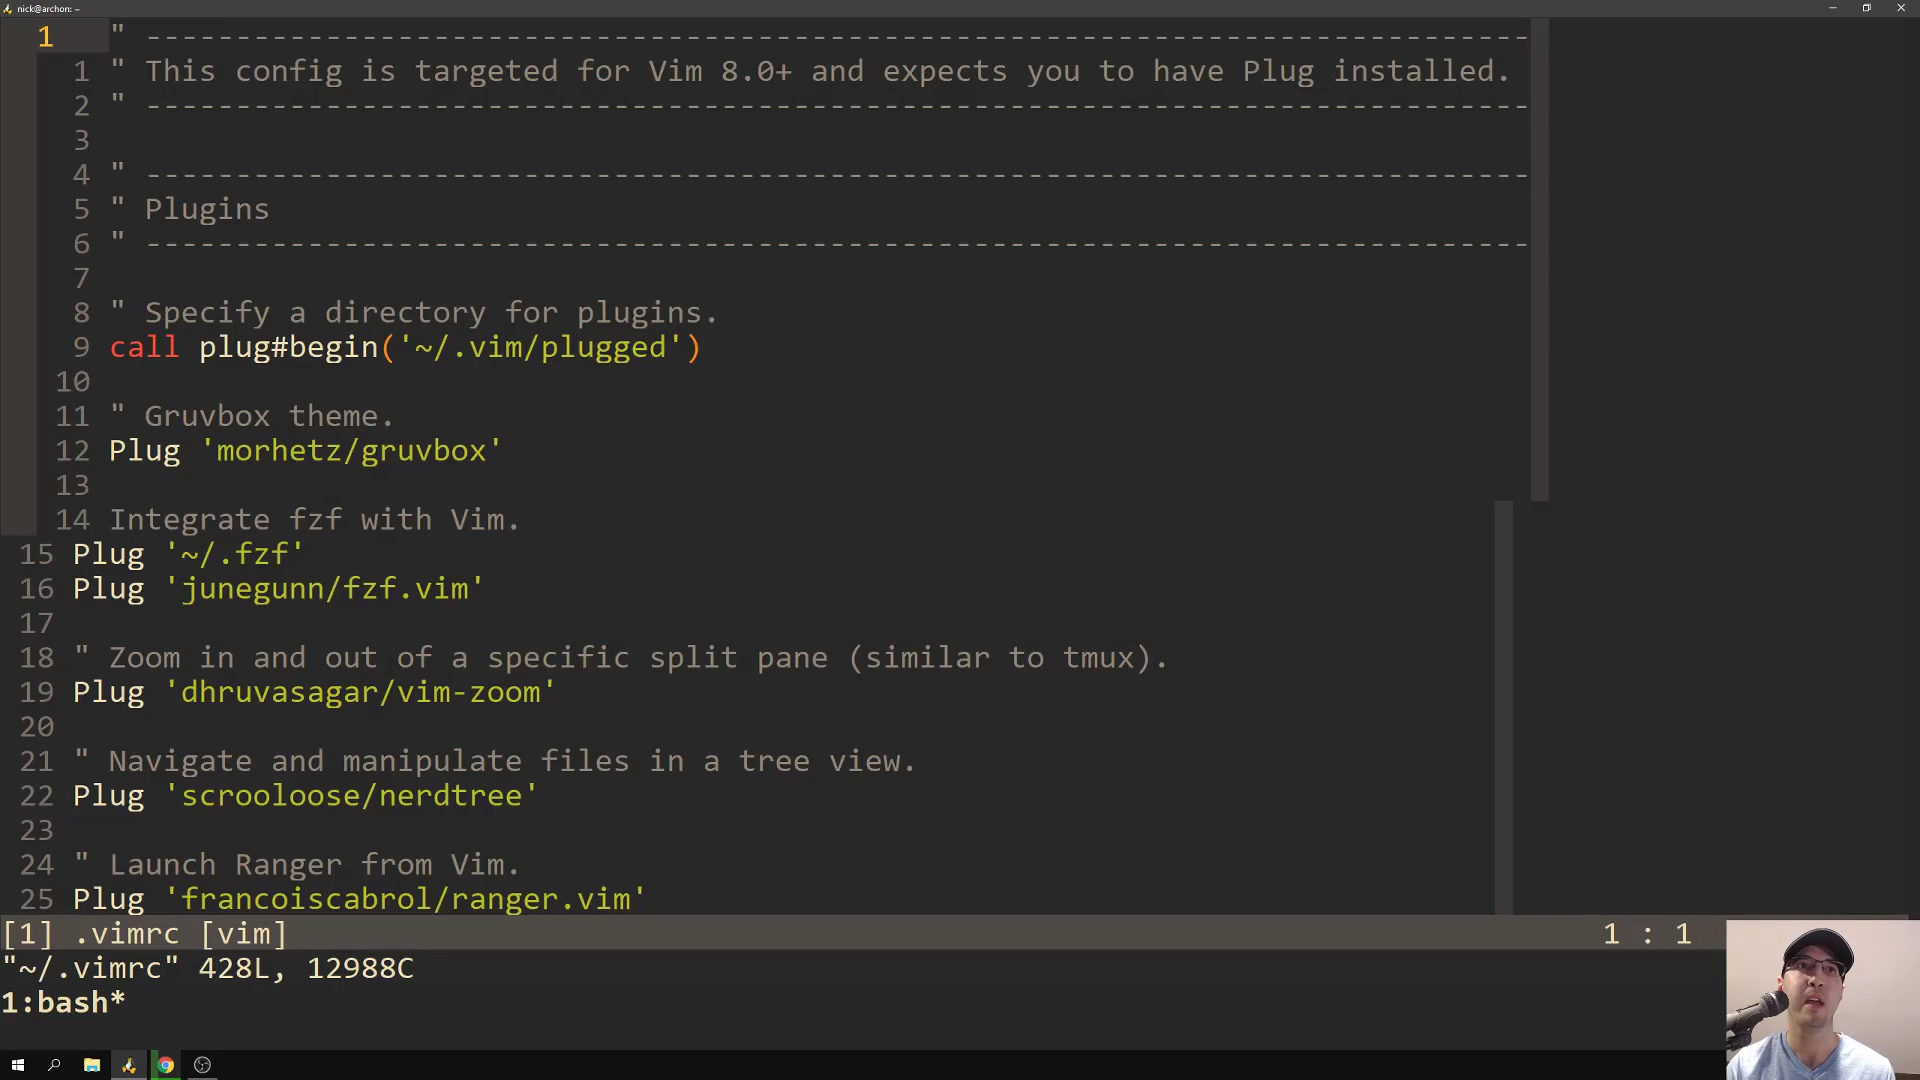 nick@archon: ~
1 " -----------------------------------------------------------------------------
1 " This config is targeted for Vim 8.0+ and expects you to have Plug installed.
2 " -----------------------------------------------------------------------------
3
4 " -----------------------------------------------------------------------------
5 " Plugins
6 " -----------------------------------------------------------------------------
7
8 " Specify a directory for plugins.
9 call plug#begin('~/.vim/plugged')
10
11 " Gruvbox theme.
12 Plug 'morhetz/gruvbox'
13
14 Integrate fzf with Vim.
15 Plug '~/.fzf'
16 Plug 'junegunn/fzf.vim'
17
18 " Zoom in and out of a specific split pane (similar to tmux).
19 Plug 'dhruvasagar/vim-zoom'
20
21 " Navigate and manipulate files in a tree view.
22 Plug 'scrooloose/nerdtree'
23
24 " Launch Ranger from Vim.
25 Plug 'francoiscabrol/ranger.vim'
[1] .vimrc [vim] 1 : 1
"~/.vimrc" 428L, 12988C
1:bash*